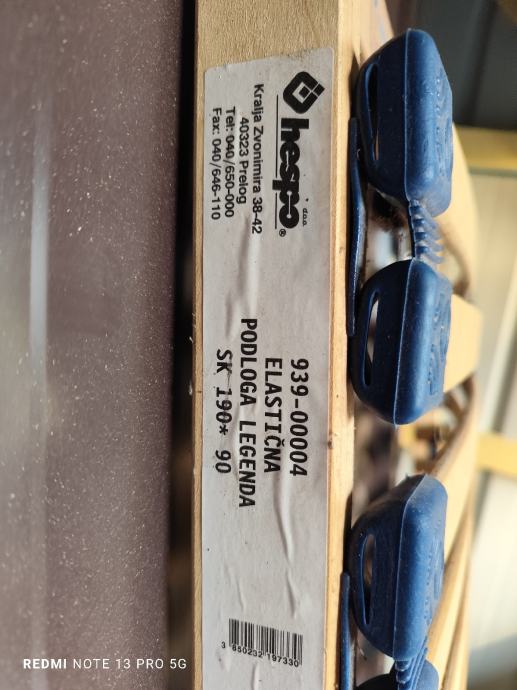 hespo d.o.o. ®
Kralja Zvonimira 38-42
40323 Prelog
Tel: 040/650-000
Fax: 040/646-110
939-00004
ELASTIČNA
PODLOGA LEGENDA
SK 190* 90
3 850232 197330
REDMI NOTE 13 PRO 5G